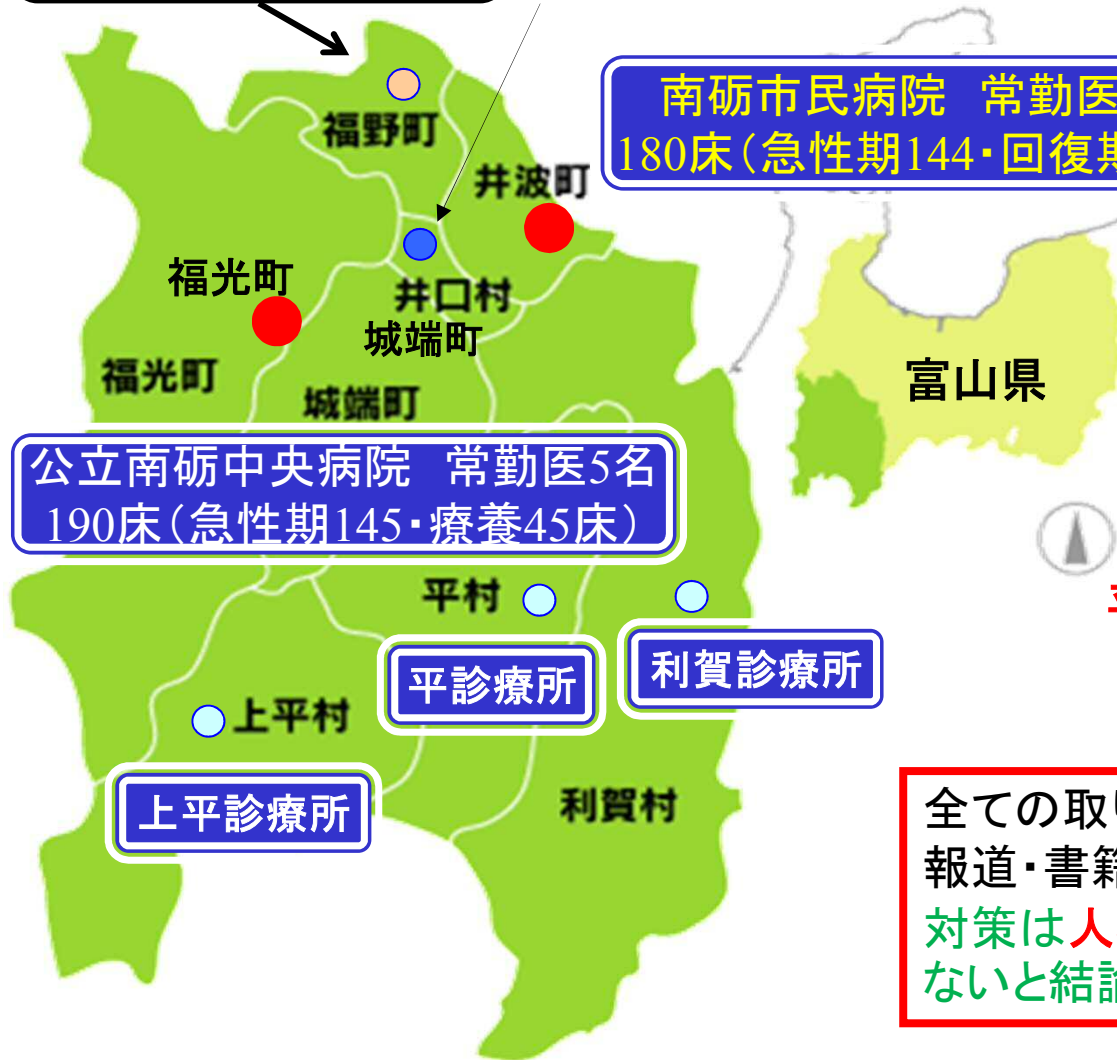 南砺市民病院 常勤医
180床（急性期144・回復期
福野町
井波町
福光町
井口村
城端町
福光町
城端町
富山県
公立南砺中央病院 常勤医5名
190床（急性期145・療養45床）
平村
平診療所
利賀診療所
上平村
上平診療所
利賀村
全ての取り
報道・書籍
対策は人
ないと結論